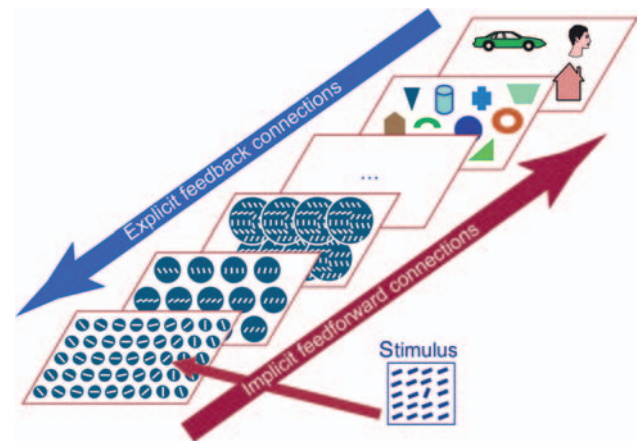 Explicit feedback connections
...
Implicit feedforward connections
Stimulus